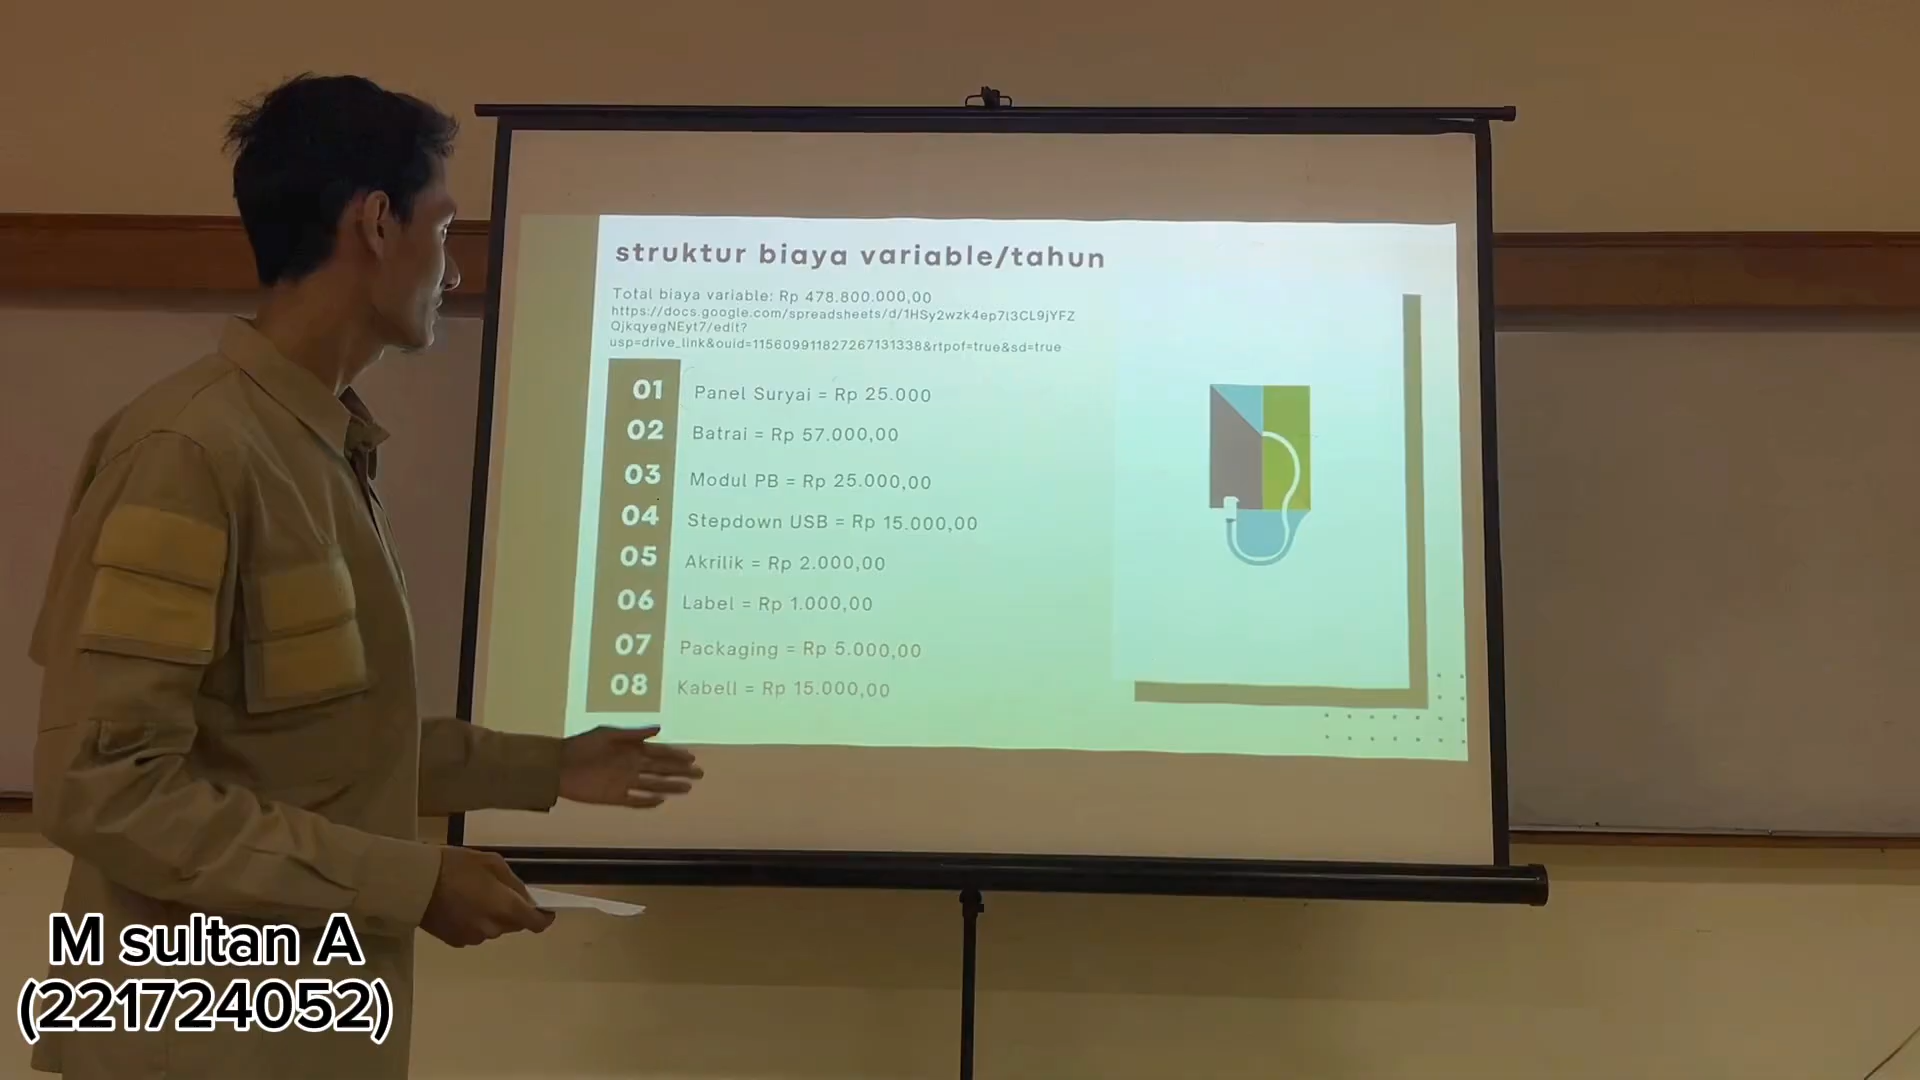 struktur biaya variable/tahun
Total biaya variable: Rp 478.800.000,00
https://docs.google.com/spreadsheets/d/1HSy2wzk4ep7l3CL9jYFZ
QjkqyegNEyt7/edit?
usp=drive_link&ouid=115609911827267131338&rtpof=true&sd=true
01 Panel Suryai = Rp 25.000
02 Batrai = Rp 57.000,00
03 Modul PB = Rp 25.000,00
04 Stepdown USB = Rp 15.000,00
05 Akrilik = Rp 2.000,00
06 Label = Rp 1.000,00
07 Packaging = Rp 5.000,00
08 Kabell = Rp 15.000,00
M sultan A
(221724052)